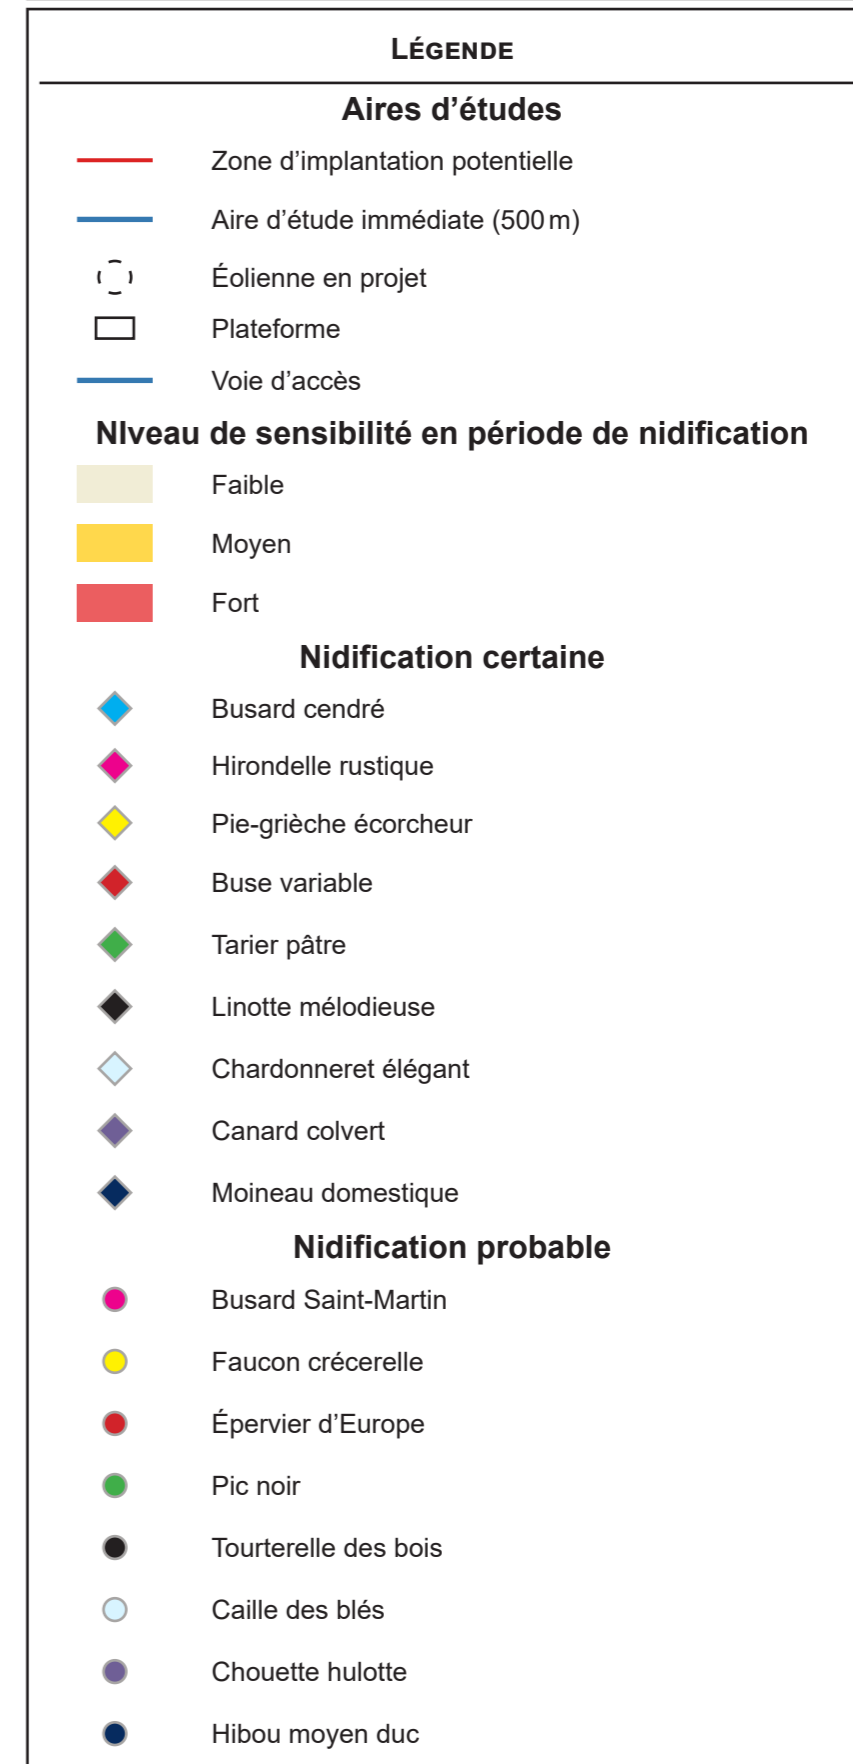 LÉGENDE
Aires d’études
Zone d’implantation potentielle
Aire d’étude immédiate (500 m)
Éolienne en projet
Plateforme
Voie d’accès
NIveau de sensibilité en période de nidification
Faible
Moyen
Fort
Nidification certaine
Busard cendré
Hirondelle rustique
Pie-grièche écorcheur
Buse variable
Tarier pâtre
Linotte mélodieuse
Chardonneret élégant
Canard colvert
Moineau domestique
Nidification probable
Busard Saint-Martin
Faucon crécerelle
Épervier d’Europe
Pic noir
Tourterelle des bois
Caille des blés
Chouette hulotte
Hibou moyen duc